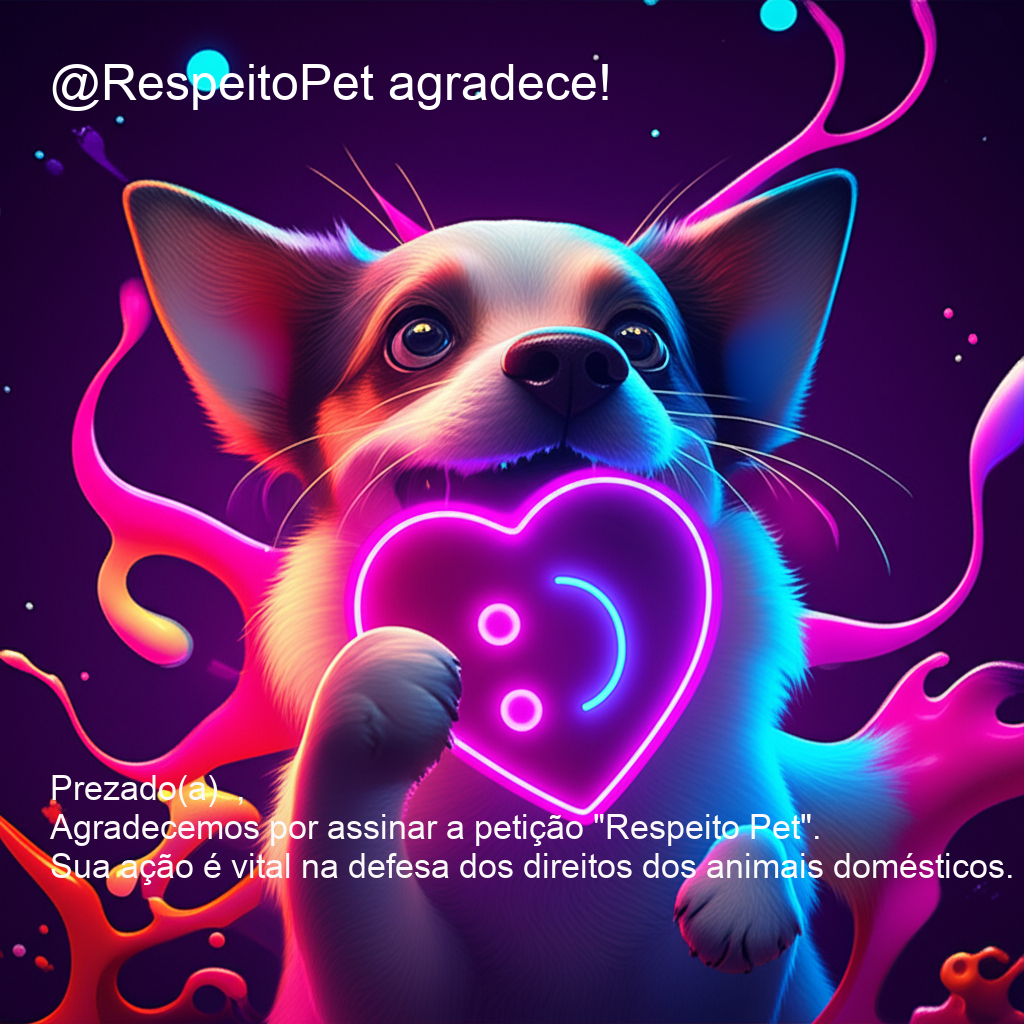 @RespeitoPet agradece!
Prezado(a)  ,
Agradecemos por assinar a petição "Respeito Pet".
Sua ação é vital na defesa dos direitos dos animais domésticos.